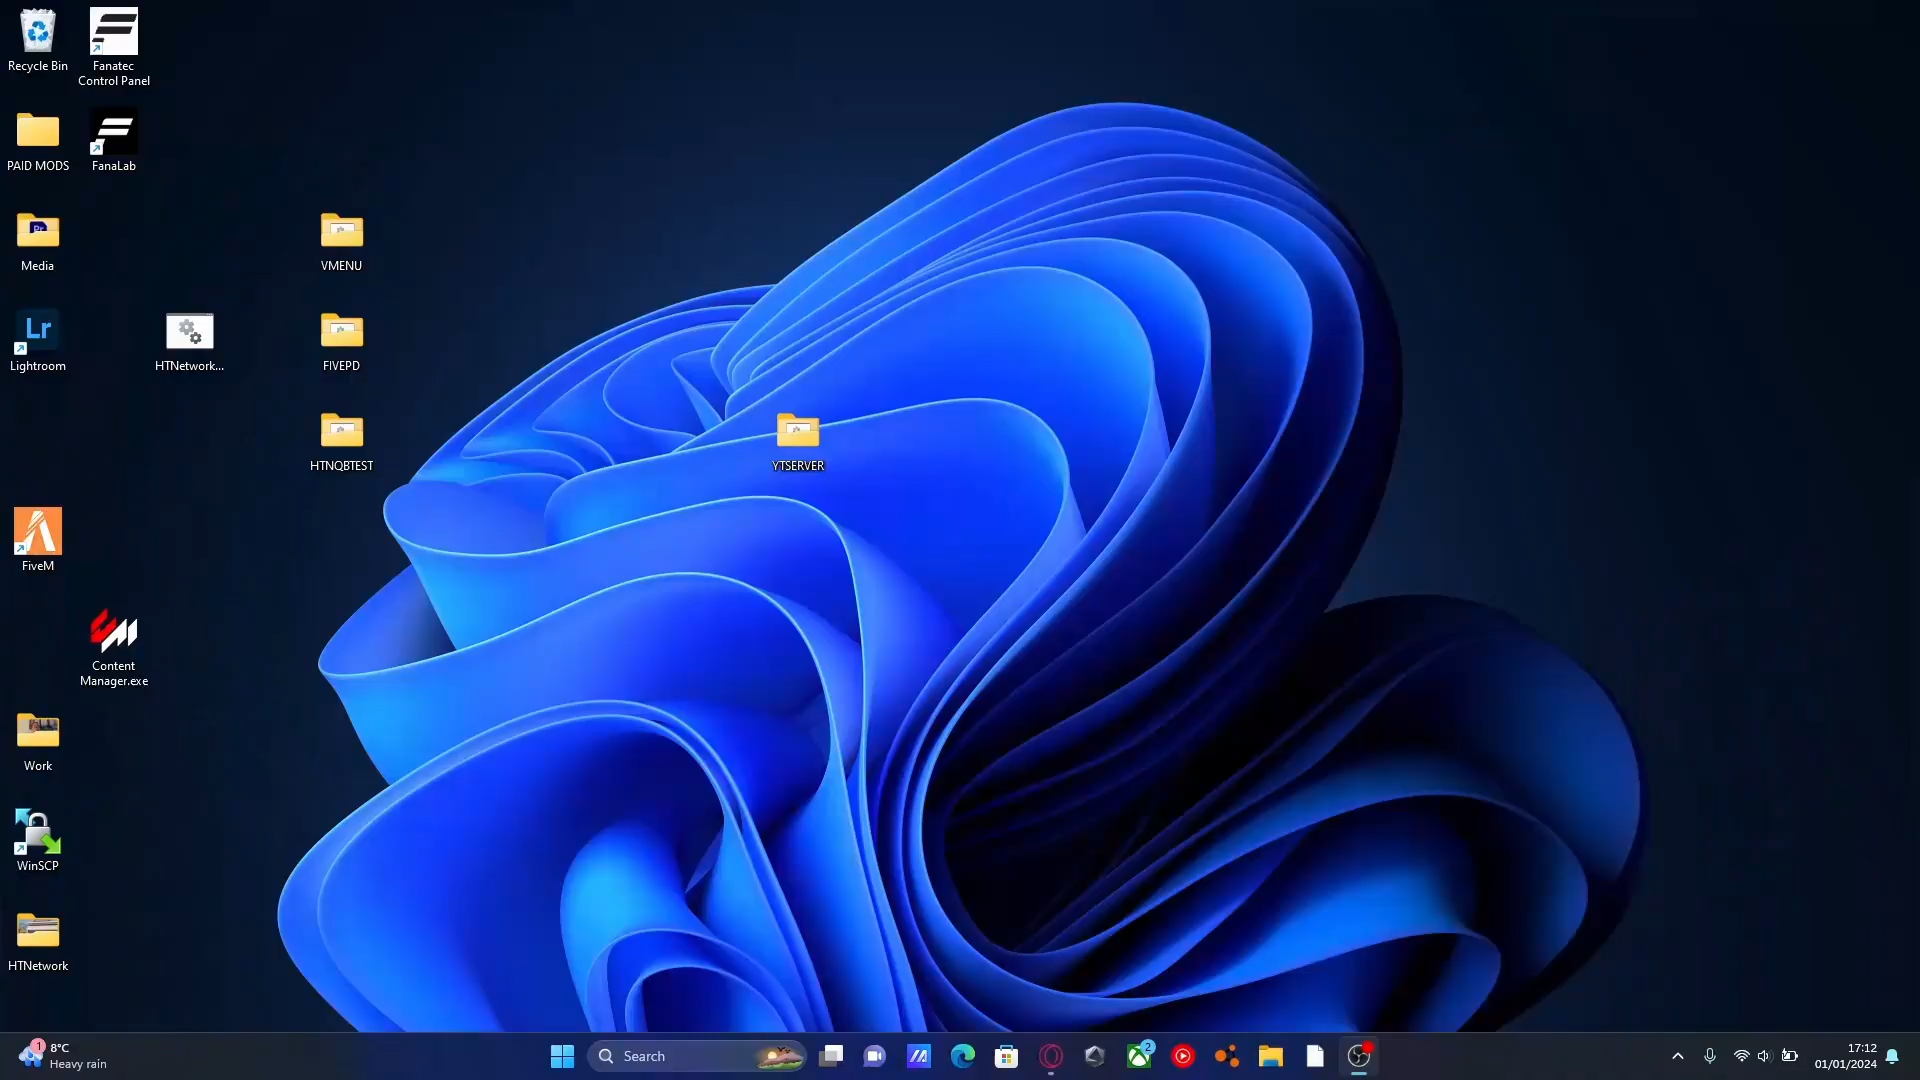 Recycle Bin
Fanatec
Control Panel
PAID MODS
FanaLab
Media
VMENU
Lr
Lightroom
HTNetwork...
FIVEPD
HTNQBTEST
YTSERVER
FiveM
Content
Manager.exe
Work
WinSCP
HTNetwork
1
8°C
Heavy rain
Search
2
17:12
01/01/2024